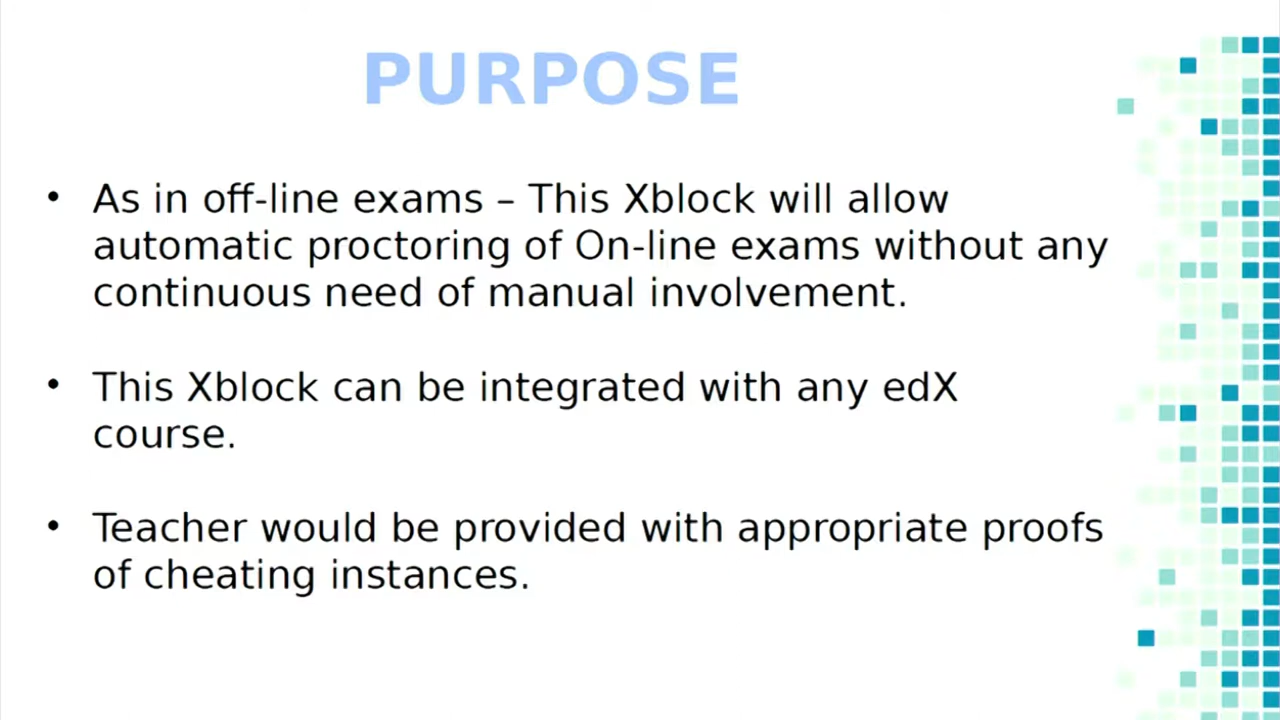 PURPOSE
• As in off-line exams – This Xblock will allow
automatic proctoring of On-line exams without any
continuous need of manual involvement.
• This Xblock can be integrated with any edX
course.
• Teacher would be provided with appropriate proofs
of cheating instances.